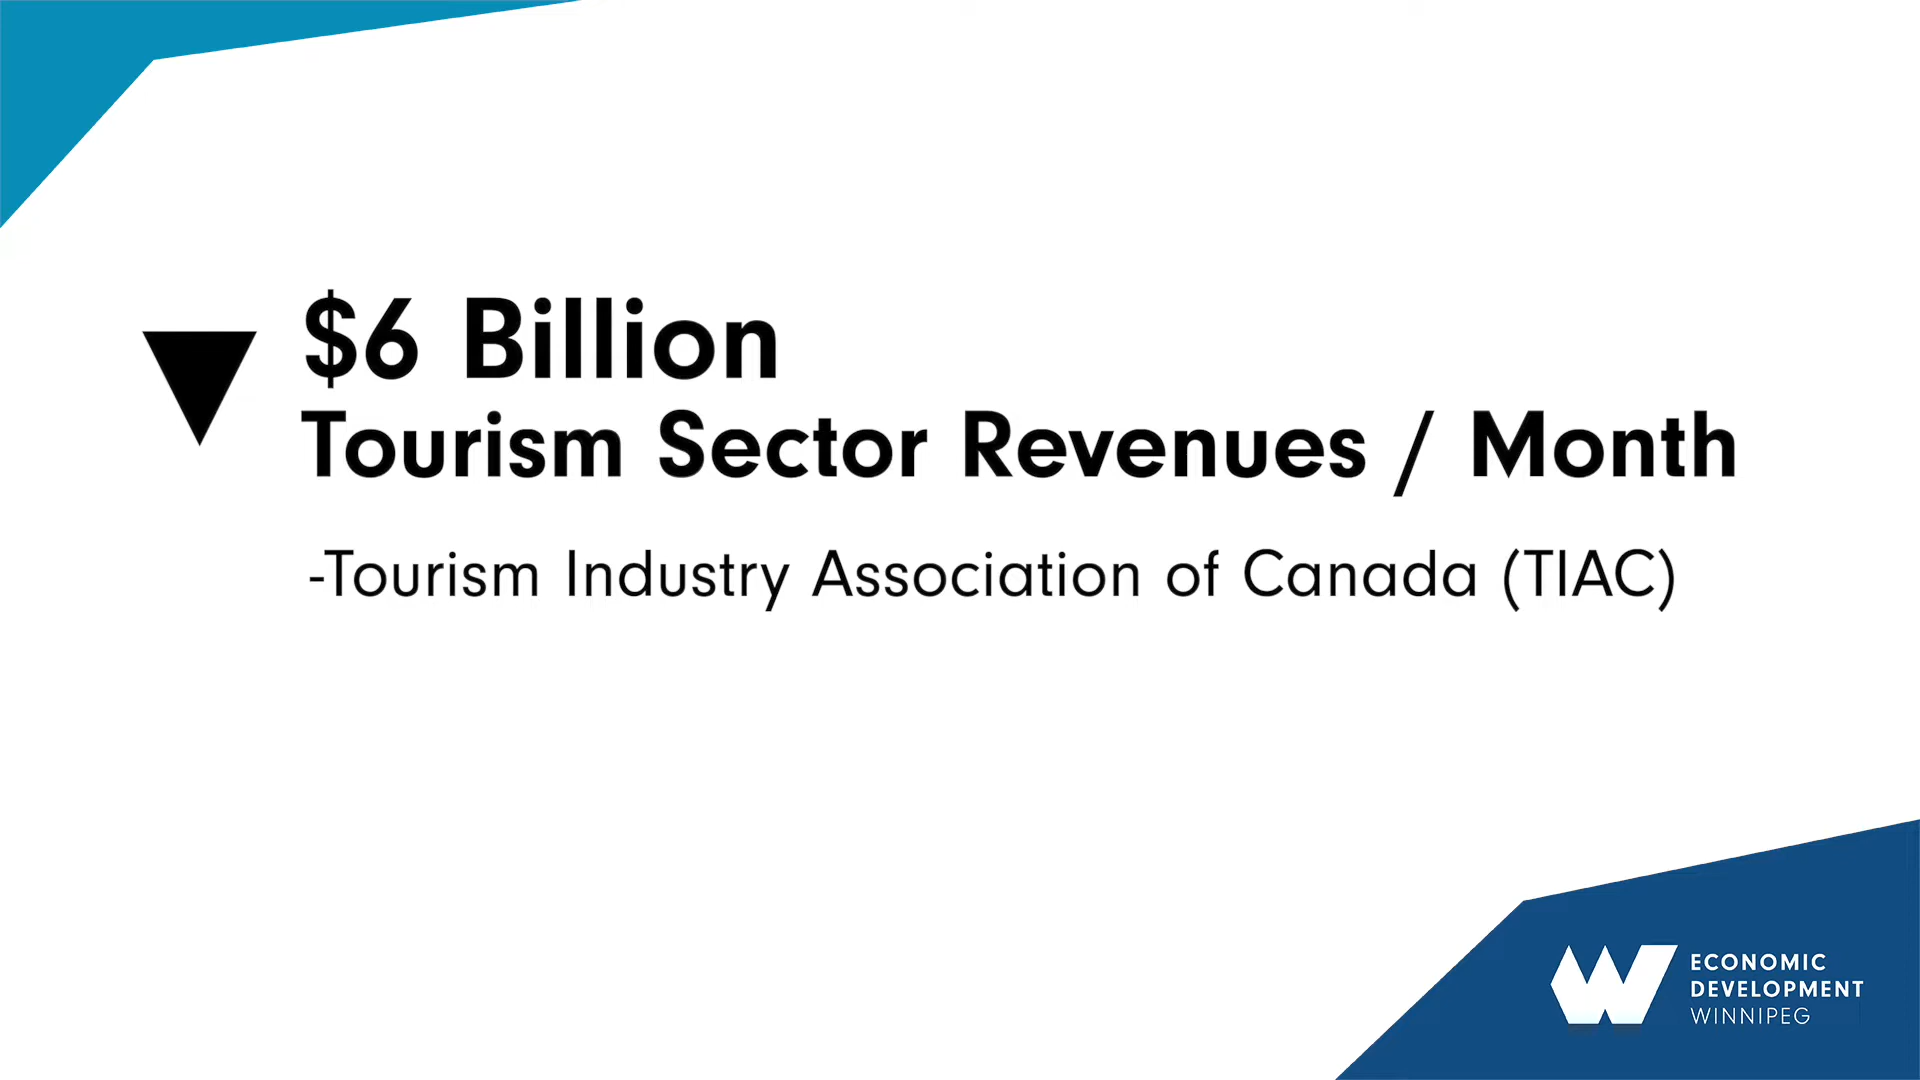 $6 Billion
Tourism Sector Revenues / Month
-Tourism Industry Association of Canada (TIAC)
ECONOMIC
DEVELOPMENT
WINNIPEG